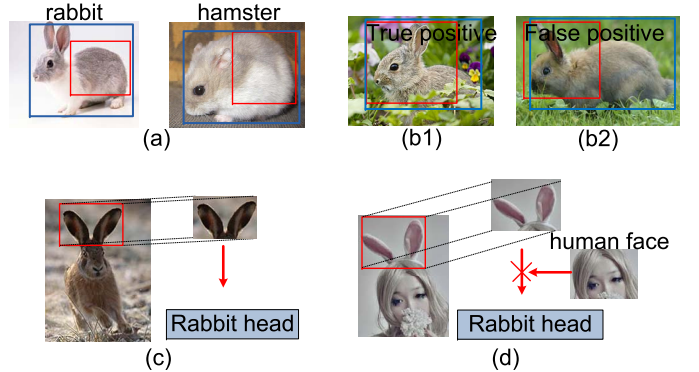 rabbit
hamster
True positive
False positive
(a)
(b1)
(b2)
human face
Rabbit head
Rabbit head
(c)
(d)